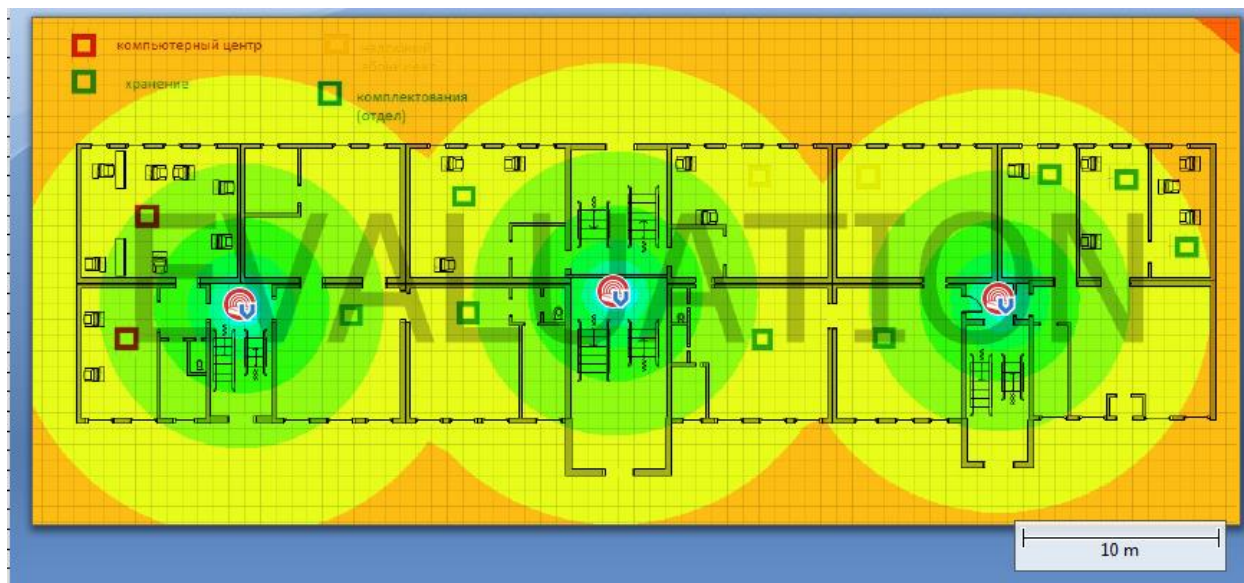 компьютерный центр
хранение
комплектования
(отдел)
EVALUATION
10 m